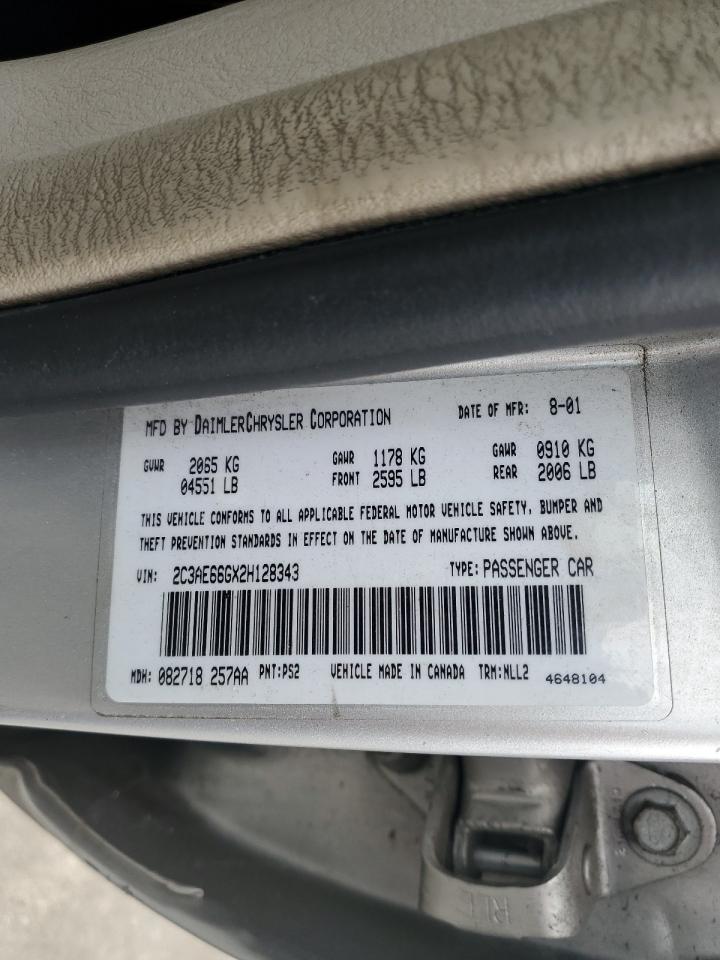 MFD BY DAIMLERCHRYSLER CORPORATION DATE OF MFR: 8-01
GVWR 2065 KG GAWR 1178 KG GAWR 0910 KG
04551 LB FRONT 2595 LB REAR 2006 LB
THIS VEHICLE CONFORMS TO ALL APPLICABLE FEDERAL MOTOR VEHICLE SAFETY, BUMPER AND
THEFT PREVENTION STANDARDS IN EFFECT ON THE DATE OF MANUFACTURE SHOWN ABOVE.
VIN: 2C3AE66GX2H128343 TYPE: PASSENGER CAR
MDH: 082718 257AA PNT:PS2 VEHICLE MADE IN CANADA TRM:NLL2 4648104